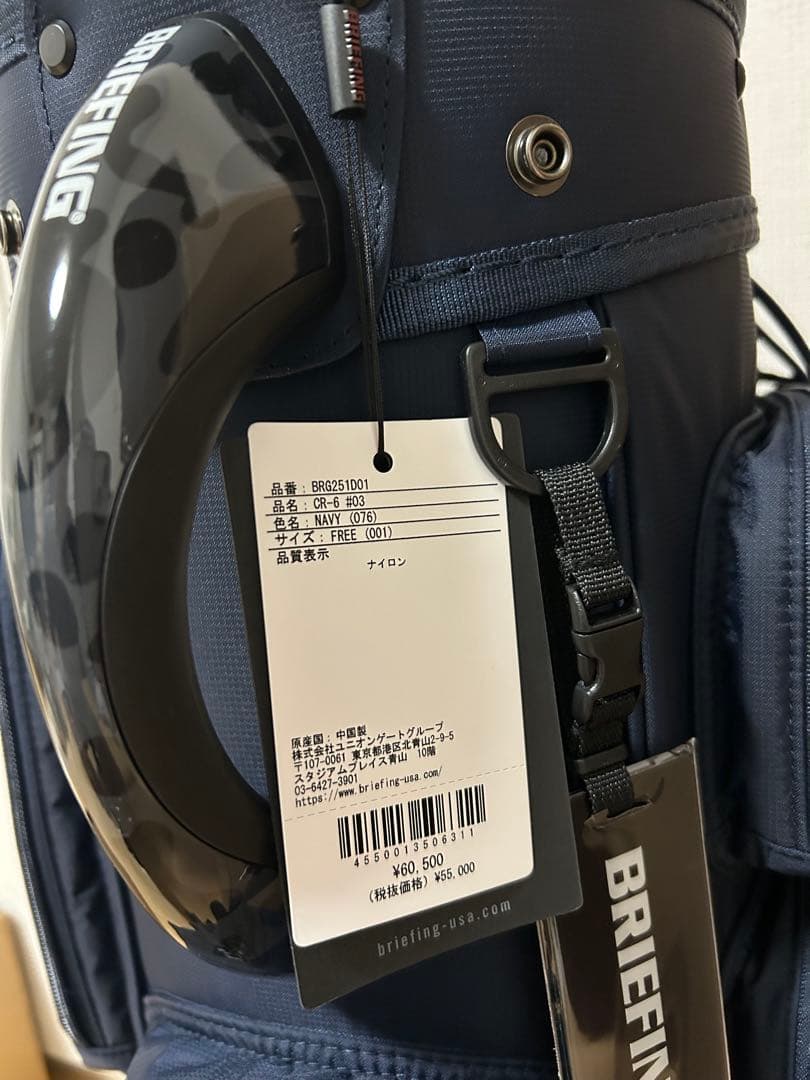 BRIEFING®
BRIEFING
品番: BRG251D01
品名: CR-6 #03
色名: NAVY (076)
サイズ: FREE (001)
品質表示
ナイロン
原産国: 中国製
株式会社ユニオンゲートグループ
〒107-0061 東京都港区北青山2-9-5
スタジアムプレイス青山 10階
03-6427-3901
https://www.briefing-usa.com/
4550013506311
¥60,500
(税抜価格) ¥55,000
briefing-usa.com
BRIEFIN